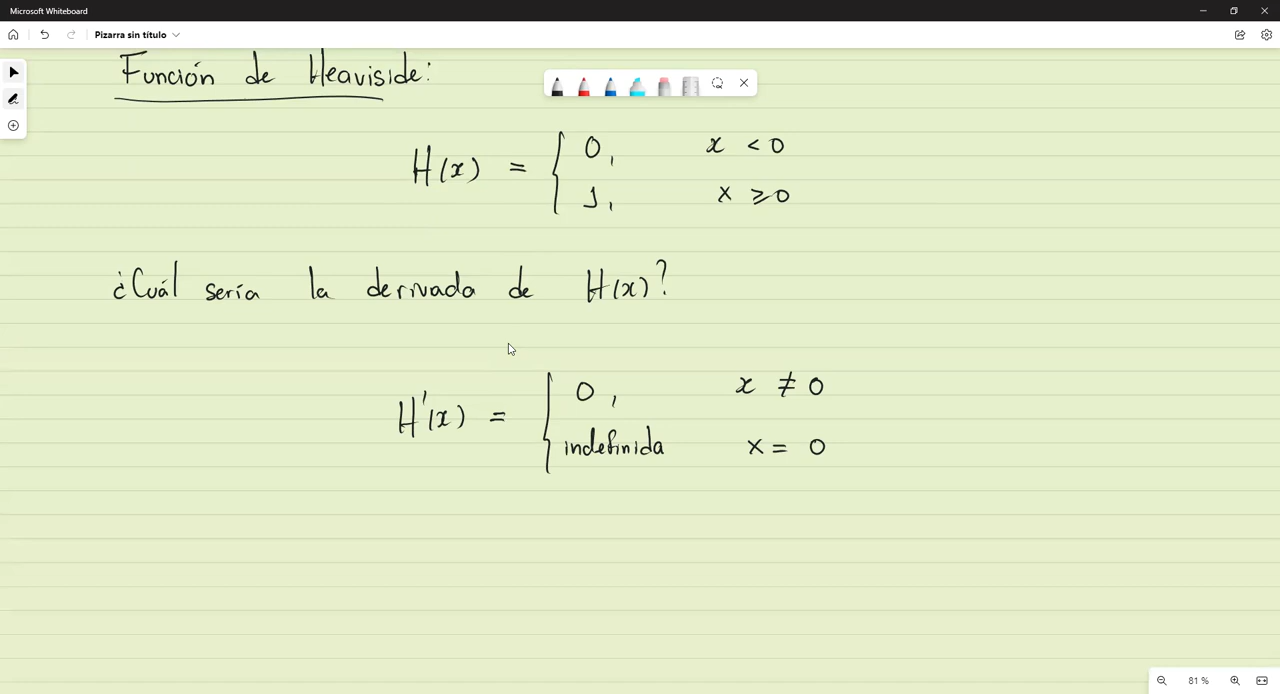 Microsoft Whiteboard
Pizarra sin título
Función de Heaviside:
H(x) = { 0, x < 0
1, x ⩾ 0
¿Cuál sería la derivada de H(x)?
H'(x) = { 0, x ≠ 0
indefinida x = 0
81 %